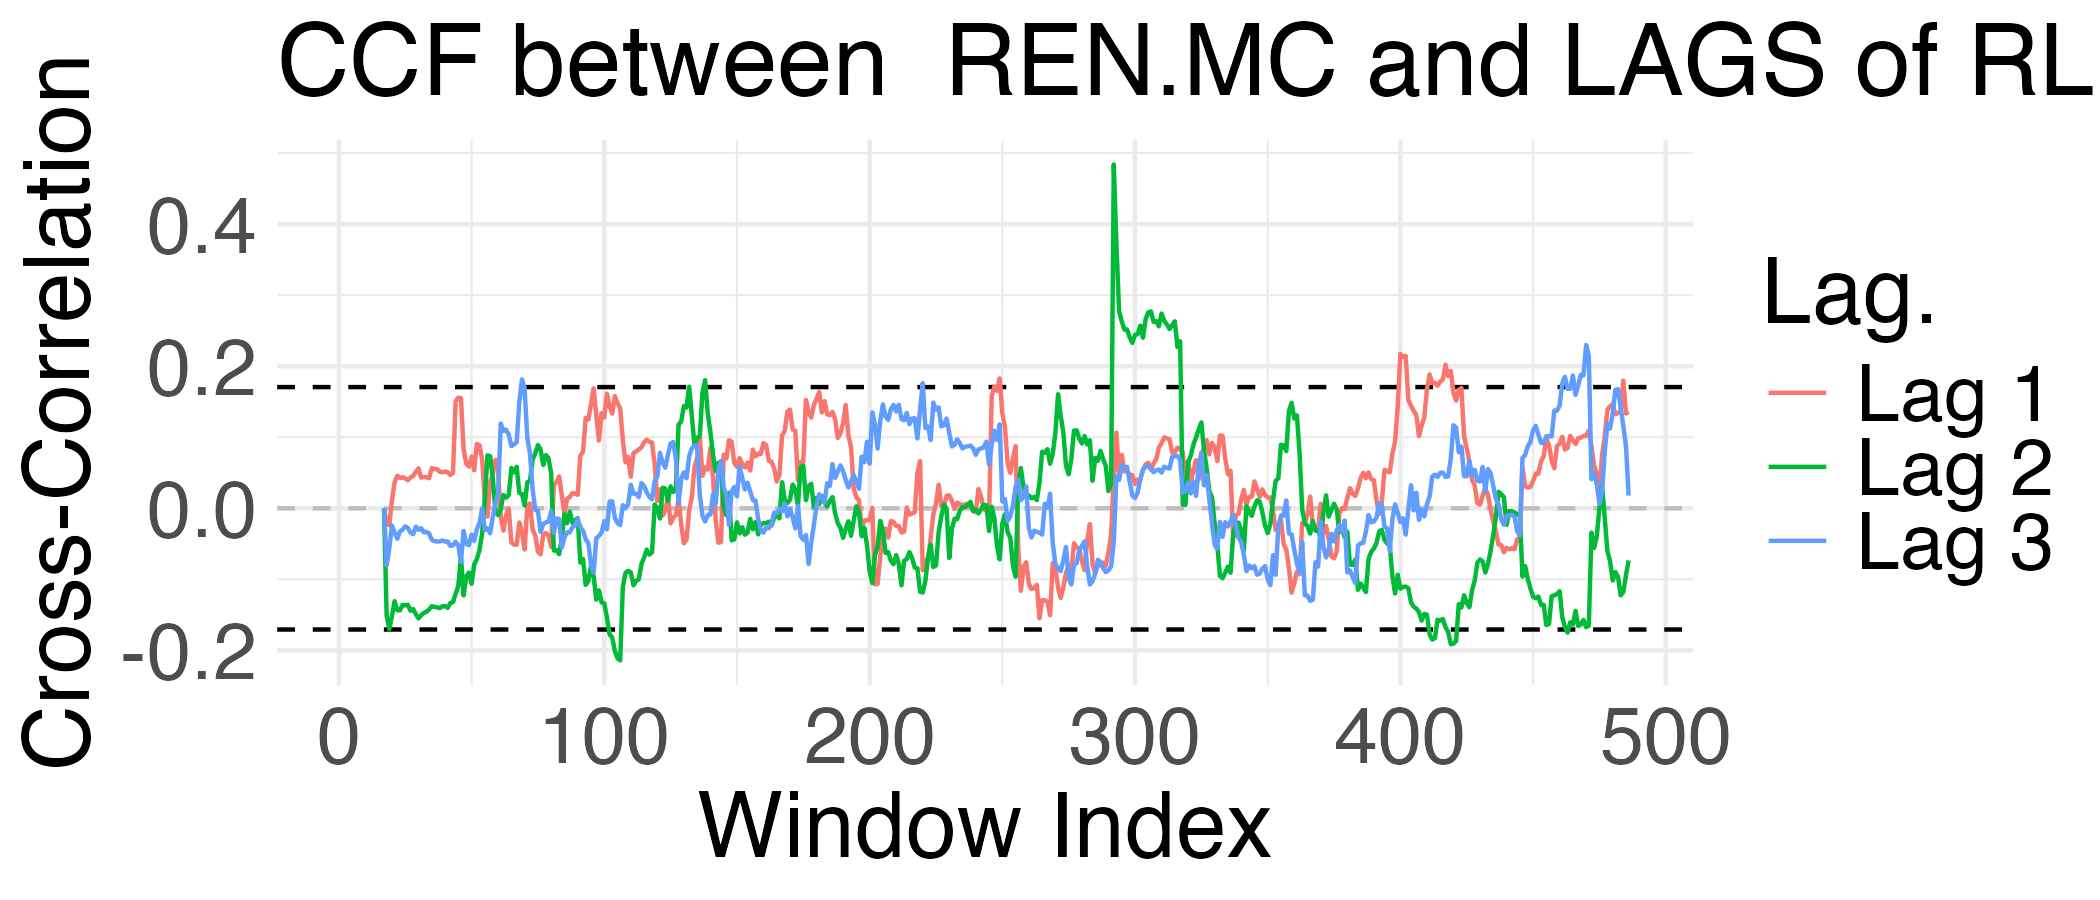 CCF between  REN.MC and LAGS of RL
Cross-Correlation
0.4
0.2
0.0
-0.2
0 100 200 300 400 500
Window Index
Lag.
Lag 1
Lag 2
Lag 3